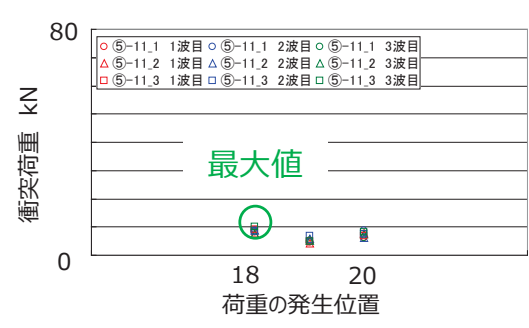 80
○ ⑤-11_1 1波目 ○ ⑤-11_1 2波目 ○ ⑤-11_1 3波目
△ ⑤-11_2 1波目 △ ⑤-11_2 2波目 △ ⑤-11_2 3波目
□ ⑤-11_3 1波目 □ ⑤-11_3 2波目 □ ⑤-11_3 3波目
衝突荷重 kN
最大値
0
18 20
荷重の発生位置